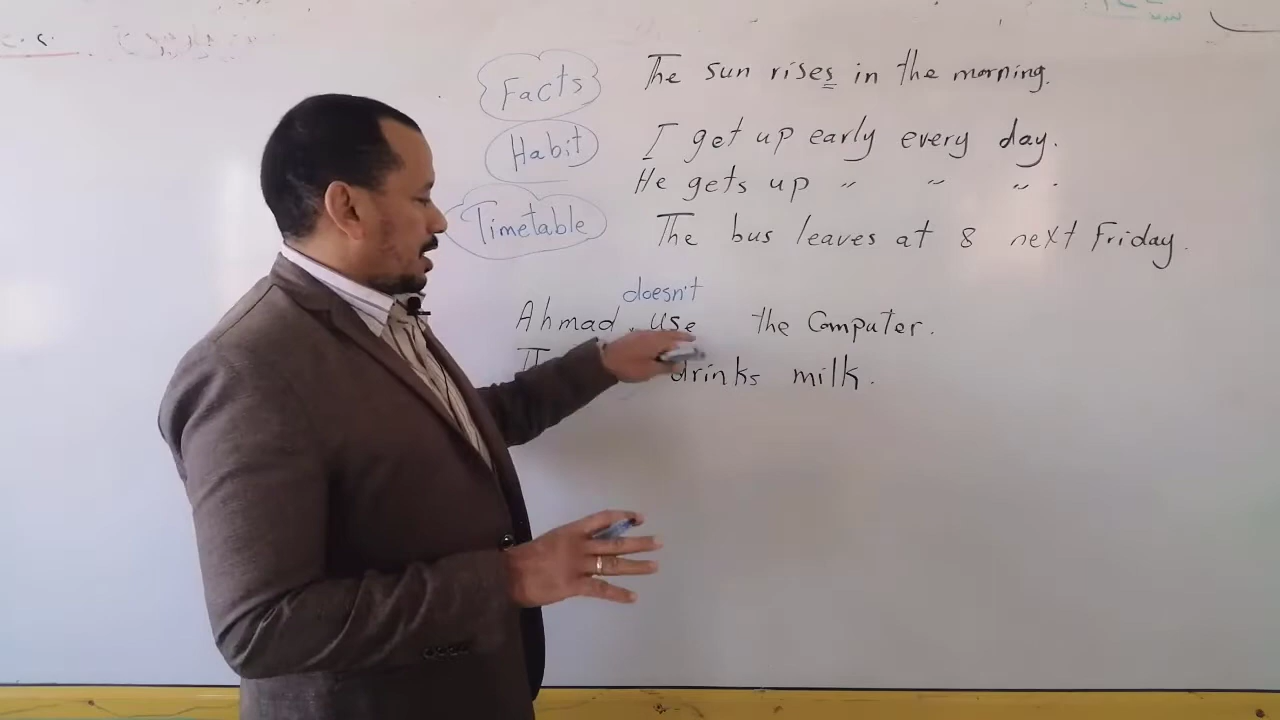 Facts The sun rises in the morning.
Habit I get up early every day.
He gets up " " " .
Timetable The bus leaves at 8 next Friday.
doesn't
Ahmad use the Computer.
drinks milk.